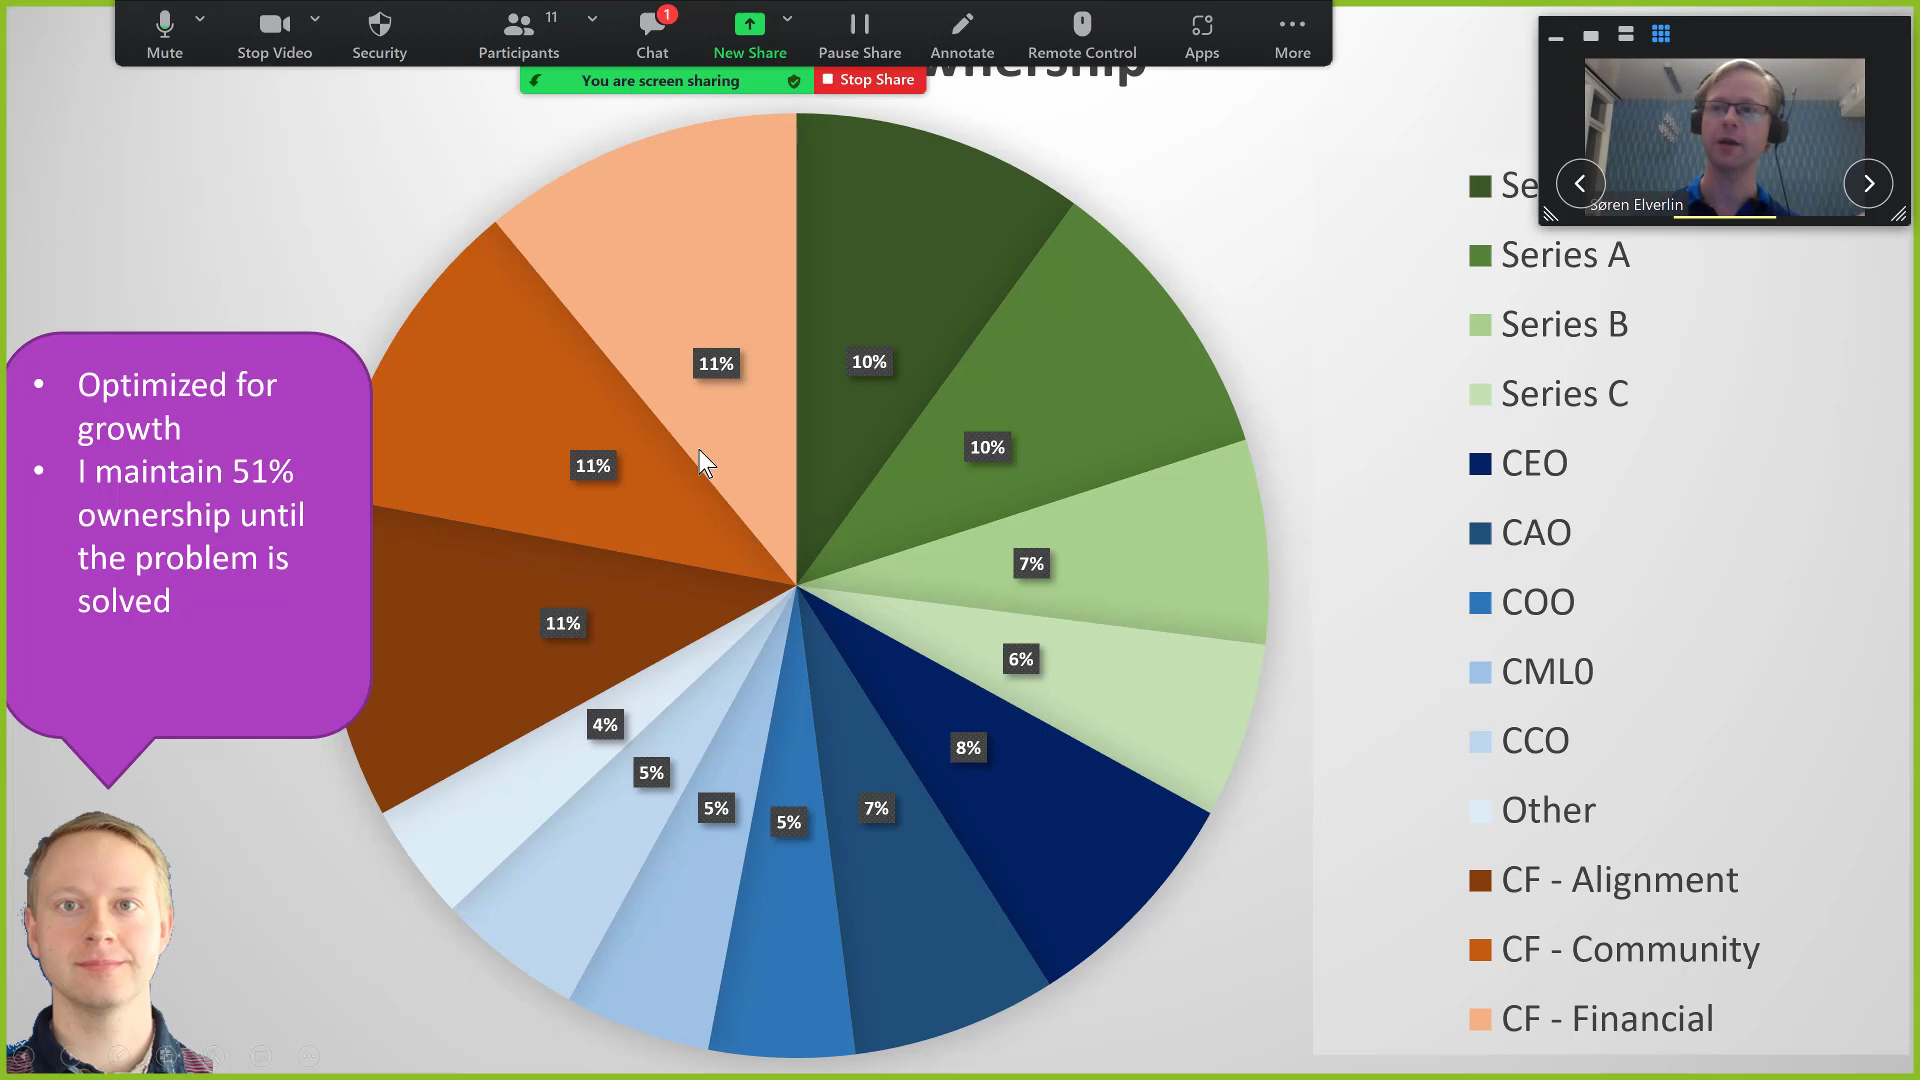 Mute
Stop Video
Security
Participants
11
Chat
1
New Share
Pause Share
Annotate
Remote Control
Apps
More
You are screen sharing
Stop Share
Søren Elverlin
• Optimized for
growth
• I maintain 51%
ownership until
the problem is
solved
11%
10%
10%
11%
7%
11%
6%
4%
8%
5%
5%
5%
7%
Series A
Series B
Series C
CEO
CAO
COO
CML0
CCO
Other
CF - Alignment
CF - Community
CF - Financial